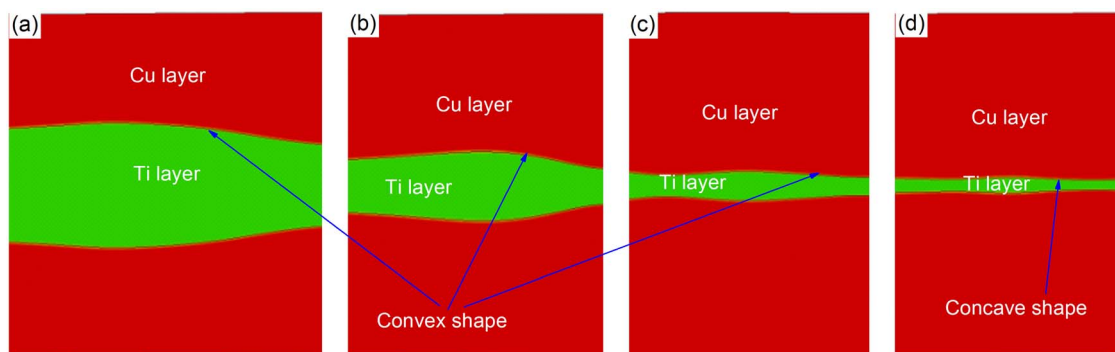 (a)
Cu layer
Ti layer
(b)
Cu layer
Ti layer
(c)
Cu layer
Ti layer
(d)
Cu layer
Ti layer
Convex shape
Concave shape